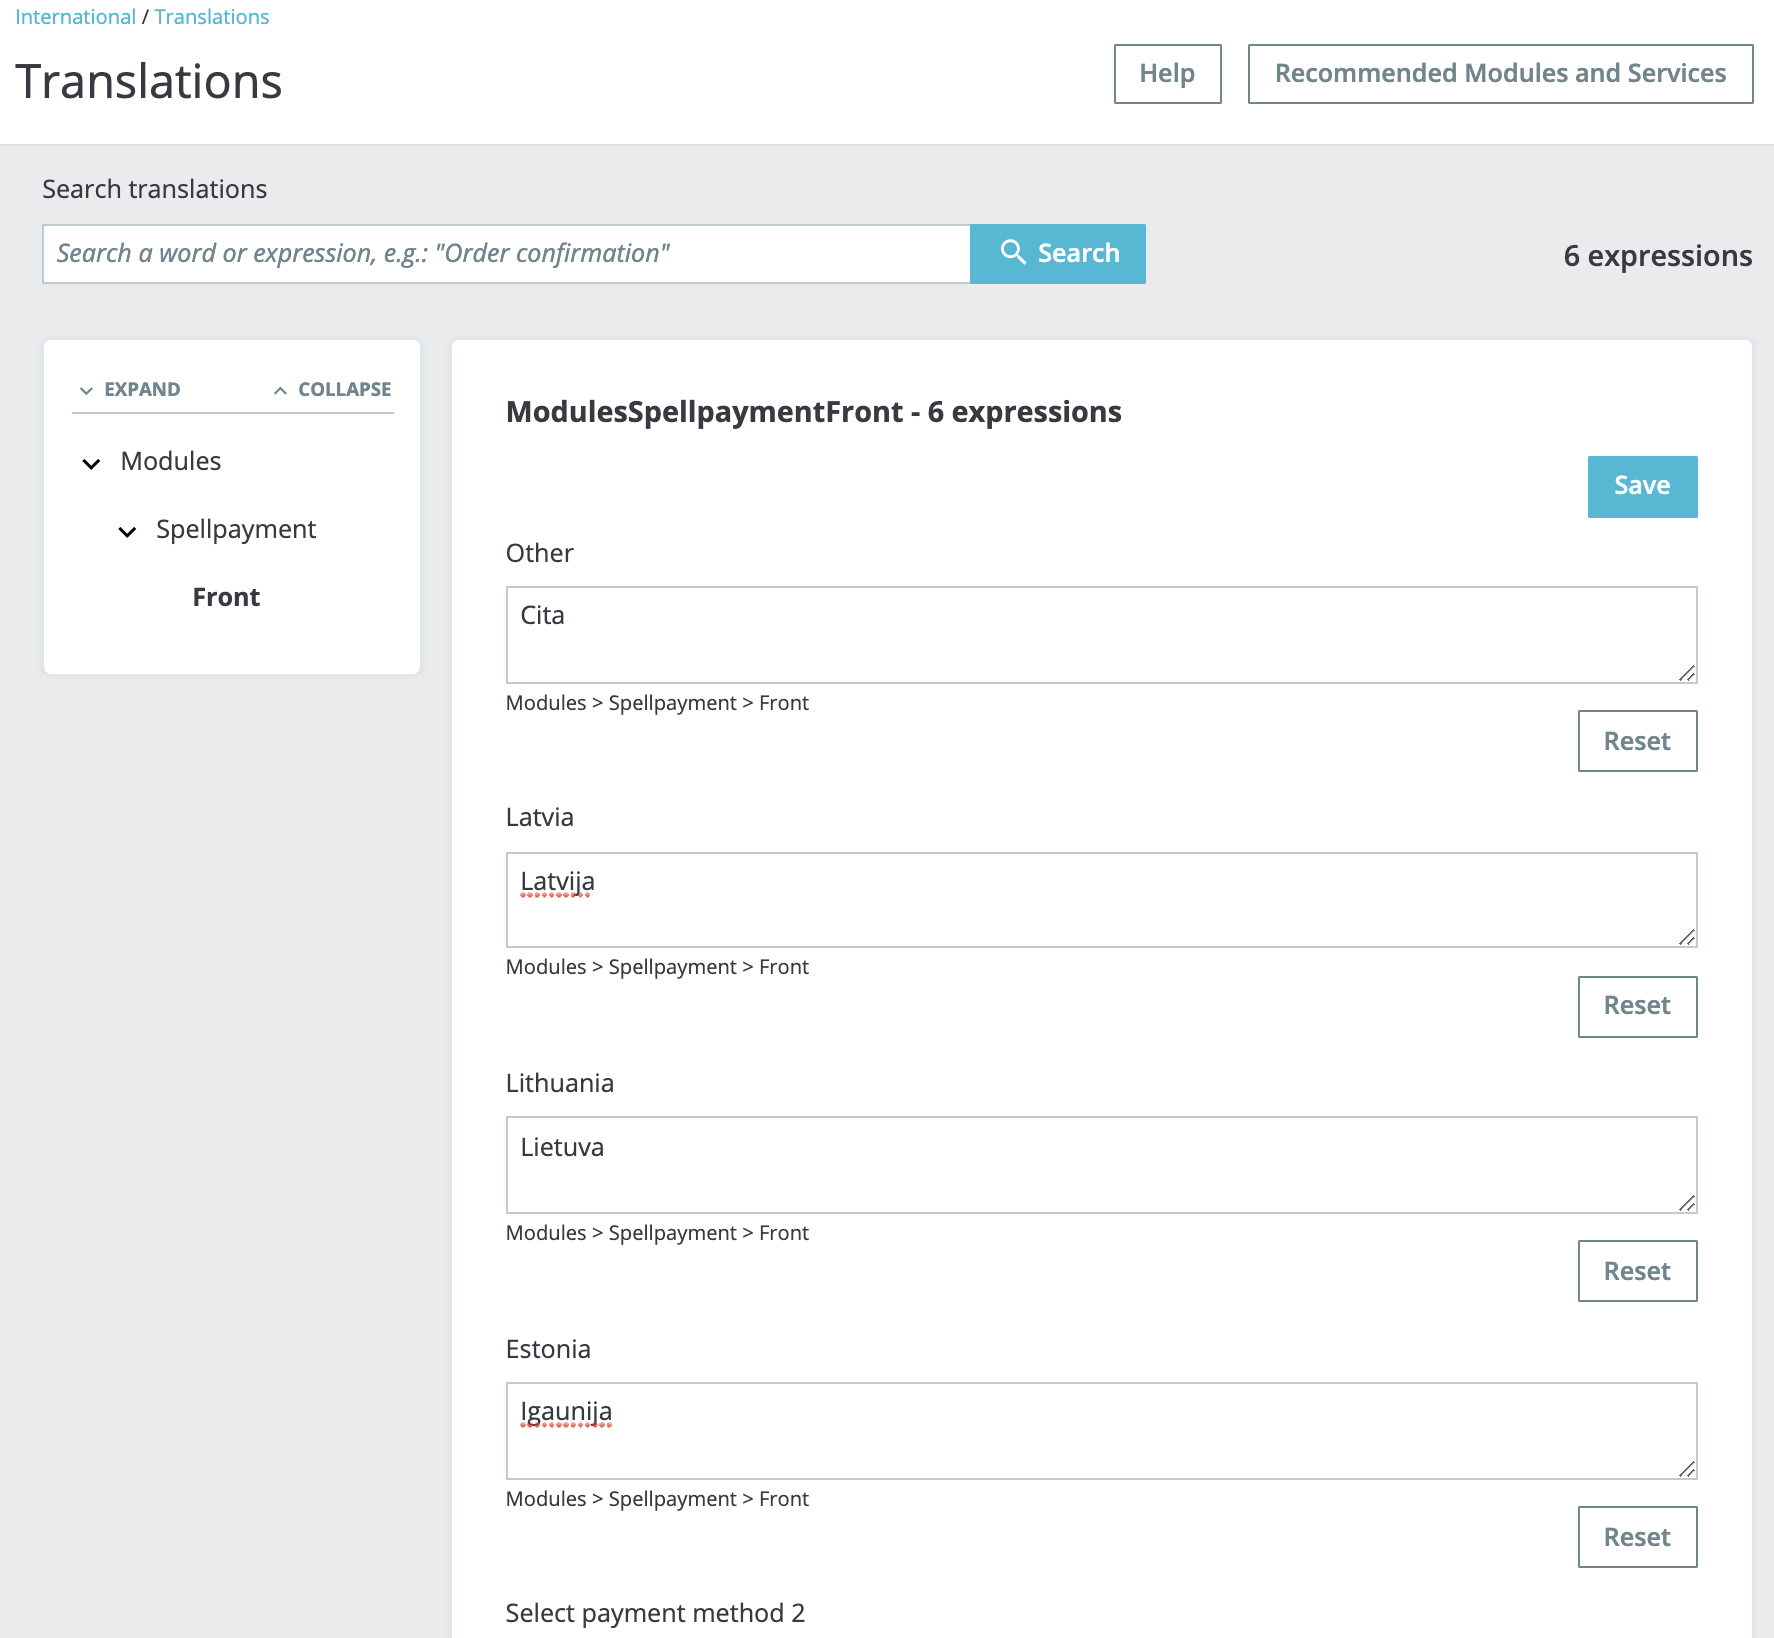 International / Translations
Translations
Help
Recommended Modules and Services
Search translations
Search a word or expression, e.g.: "Order confirmation"
Search
6 expressions
EXPAND
COLLAPSE
Modules
Spellpayment
Front
ModulesSpellpaymentFront - 6 expressions
Save
Other
Cita
Modules > Spellpayment > Front
Reset
Latvia
Latvija
Modules > Spellpayment > Front
Reset
Lithuania
Lietuva
Modules > Spellpayment > Front
Reset
Estonia
Igaunija
Modules > Spellpayment > Front
Reset
Select payment method 2